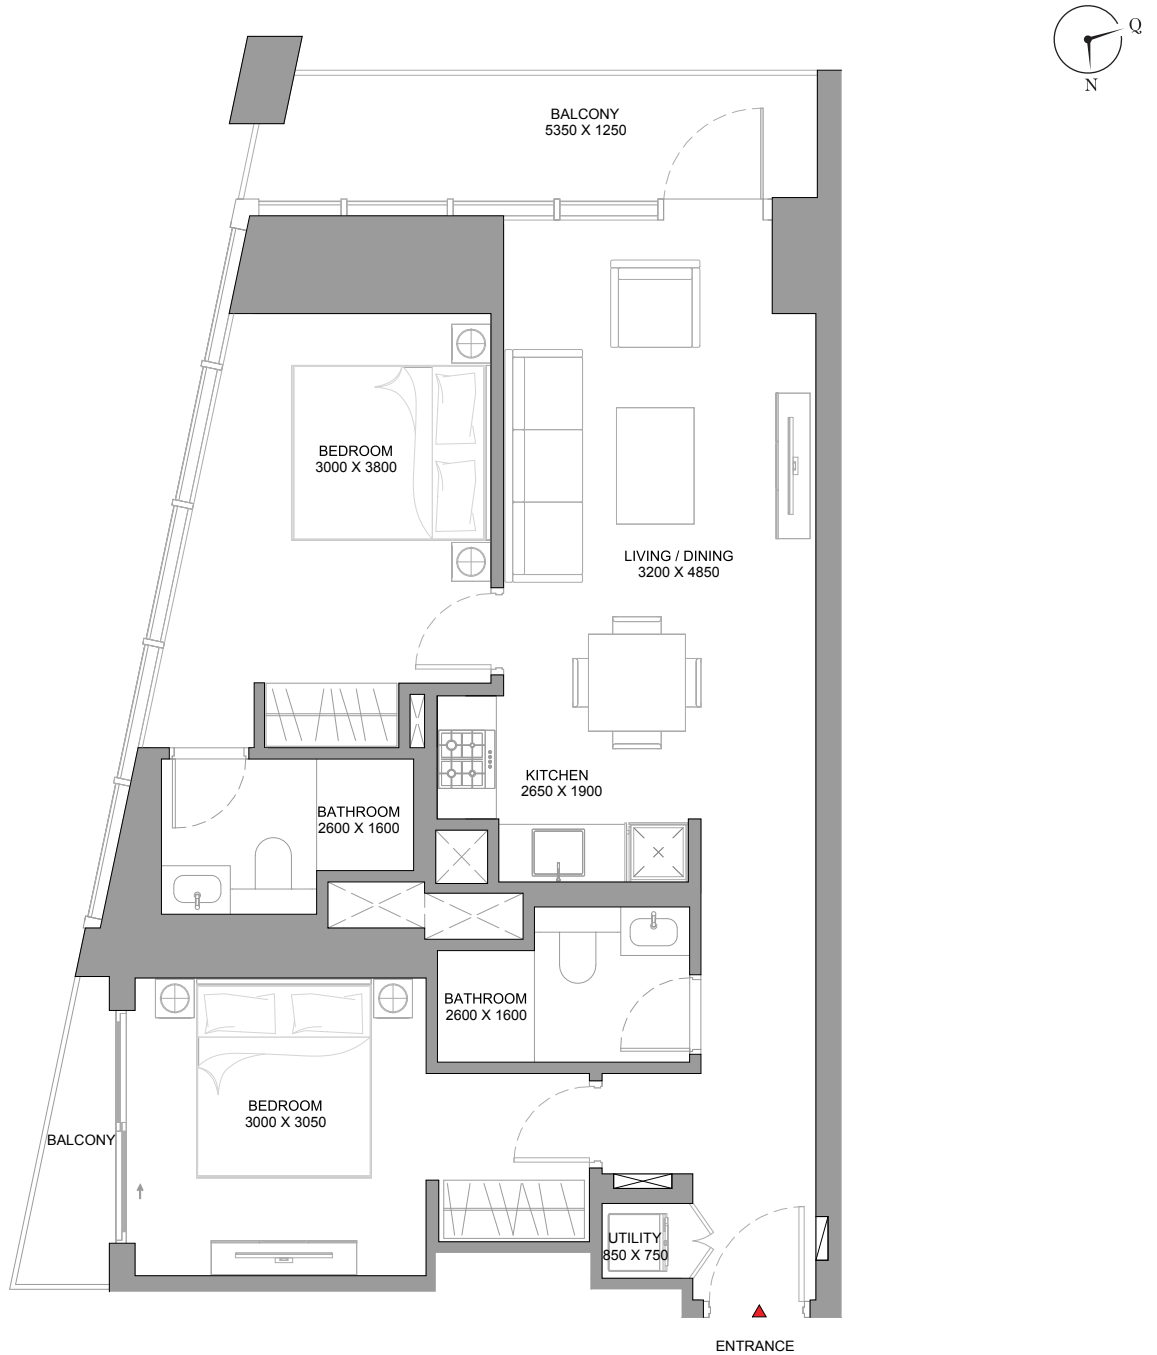 Q
N
BALCONY
5350 X 1250
BEDROOM
3000 X 3800
LIVING / DINING
3200 X 4850
KITCHEN
2650 X 1900
BATHROOM
2600 X 1600
BATHROOM
2600 X 1600
BEDROOM
3000 X 3050
BALCONY
UTILITY
850 X 750
ENTRANCE